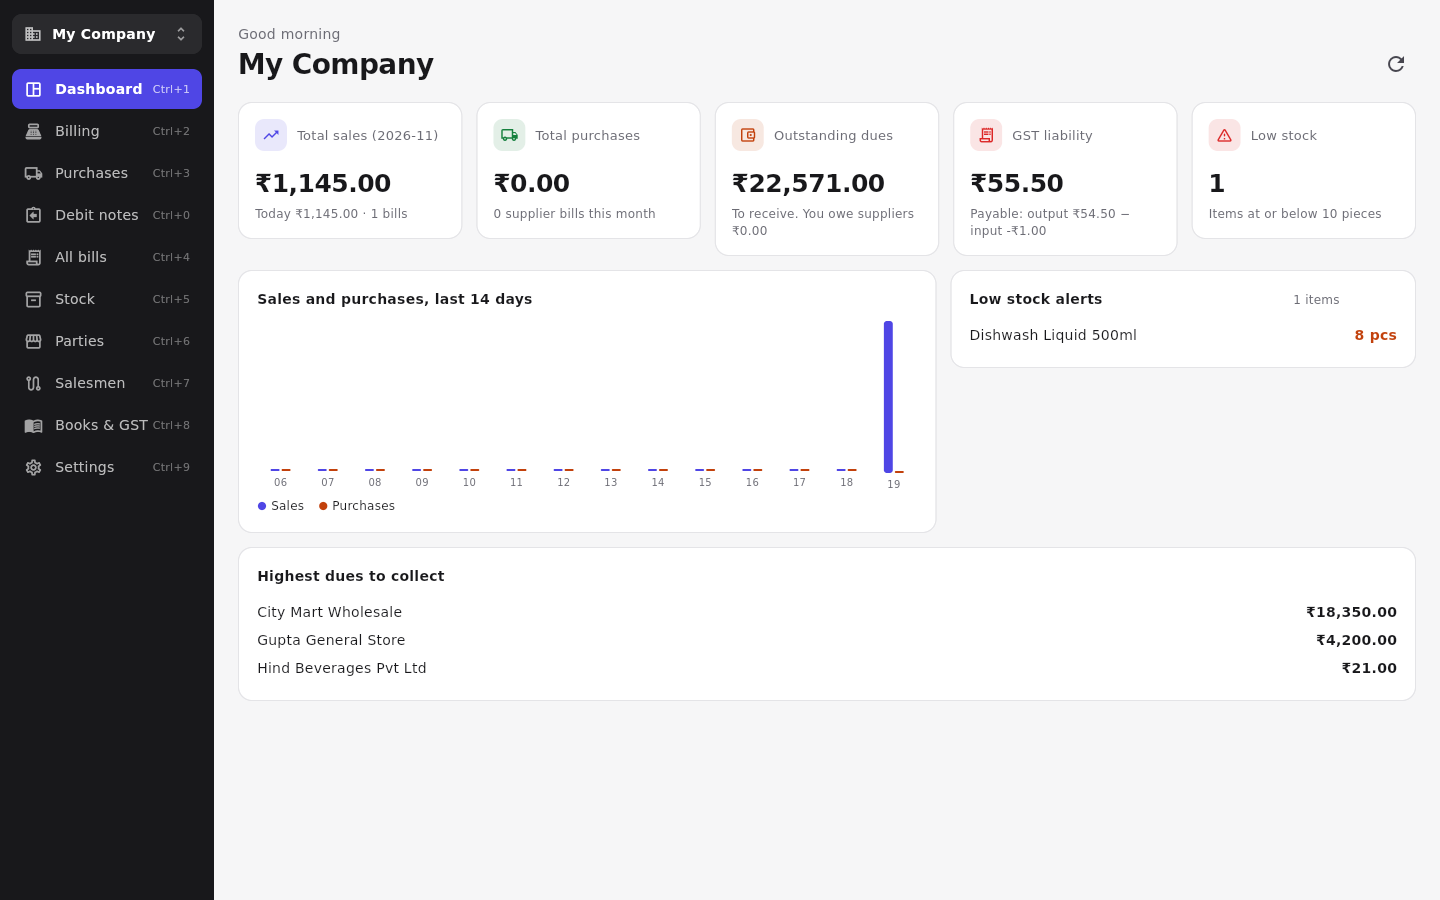 My Company
Dashboard Ctrl+1
Billing Ctrl+2
Purchases Ctrl+3
Debit notes Ctrl+0
All bills Ctrl+4
Stock Ctrl+5
Parties Ctrl+6
Salesmen Ctrl+7
Books & GST Ctrl+8
Settings Ctrl+9
Good morning
My Company
Total sales (2026-11)
₹1,145.00
Today ₹1,145.00 · 1 bills
Total purchases
₹0.00
0 supplier bills this month
Outstanding dues
₹22,571.00
To receive. You owe suppliers
₹0.00
GST liability
₹55.50
Payable: output ₹54.50 −
input -₹1.00
Low stock
1
Items at or below 10 pieces
Sales and purchases, last 14 days
06 07 08 09 10 11 12 13 14 15 16 17 18 19
Sales Purchases
Low stock alerts 1 items
Dishwash Liquid 500ml 8 pcs
Highest dues to collect
City Mart Wholesale ₹18,350.00
Gupta General Store ₹4,200.00
Hind Beverages Pvt Ltd ₹21.00